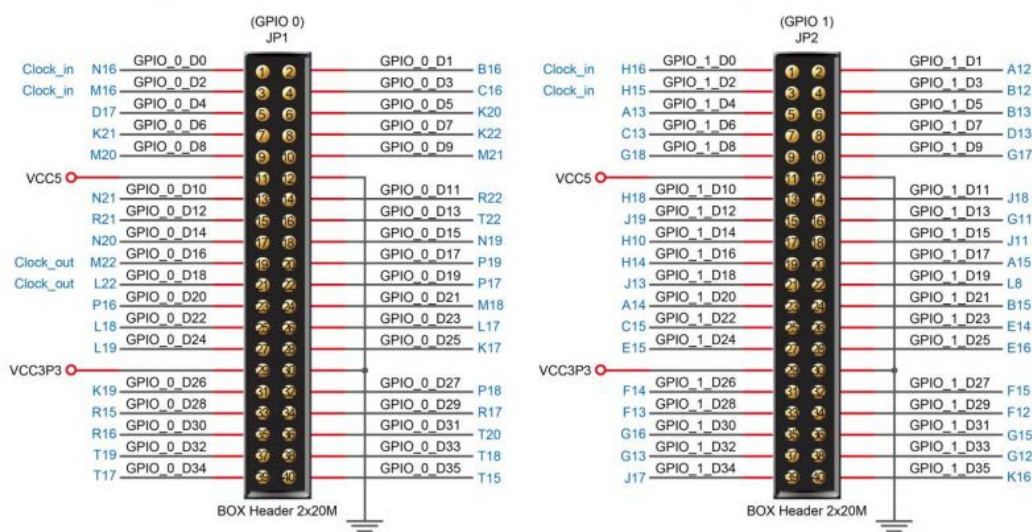 (GPIO 0) (GPIO 1)
JP1 JP2
Clock_in N16 GPIO_0_D0 1 2 GPIO_0_D1 B16 Clock_in H16 GPIO_1_D0 1 2 GPIO_1_D1 A12
Clock_in M16 GPIO_0_D2 3 4 GPIO_0_D3 C16 Clock_in H15 GPIO_1_D2 3 4 GPIO_1_D3 B12
D17 GPIO_0_D4 5 6 GPIO_0_D5 K20 A13 GPIO_1_D4 5 6 GPIO_1_D5 B13
K21 GPIO_0_D6 7 8 GPIO_0_D7 K22 C13 GPIO_1_D6 7 8 GPIO_1_D7 D13
M20 GPIO_0_D8 9 10 GPIO_0_D9 M21 G18 GPIO_1_D8 9 10 GPIO_1_D9 G17
VCC5 11 12 VCC5 11 12
N21 GPIO_0_D10 13 14 GPIO_0_D11 R22 H18 GPIO_1_D10 13 14 GPIO_1_D11 J18
R21 GPIO_0_D12 15 16 GPIO_0_D13 T22 J19 GPIO_1_D12 15 16 GPIO_1_D13 G11
N20 GPIO_0_D14 17 18 GPIO_0_D15 N19 H10 GPIO_1_D14 17 18 GPIO_1_D15 J11
Clock_out M22 GPIO_0_D16 19 20 GPIO_0_D17 P19 H14 GPIO_1_D16 19 20 GPIO_1_D17 A15
Clock_out L22 GPIO_0_D18 21 22 GPIO_0_D19 P17 J13 GPIO_1_D18 21 22 GPIO_1_D19 L8
P16 GPIO_0_D20 23 24 GPIO_0_D21 M18 A14 GPIO_1_D20 23 24 GPIO_1_D21 B15
L18 GPIO_0_D22 25 26 GPIO_0_D23 L17 C15 GPIO_1_D22 25 26 GPIO_1_D23 E14
L19 GPIO_0_D24 27 28 GPIO_0_D25 K17 E15 GPIO_1_D24 27 28 GPIO_1_D25 E16
VCC3P3 29 30 VCC3P3 29 30
K19 GPIO_0_D26 31 32 GPIO_0_D27 P18 F14 GPIO_1_D26 31 32 GPIO_1_D27 F15
R15 GPIO_0_D28 33 34 GPIO_0_D29 R17 F13 GPIO_1_D28 33 34 GPIO_1_D29 F12
R16 GPIO_0_D30 35 36 GPIO_0_D31 T20 G16 GPIO_1_D30 35 36 GPIO_1_D31 G15
T19 GPIO_0_D32 37 38 GPIO_0_D33 T18 G13 GPIO_1_D32 37 38 GPIO_1_D33 G12
T17 GPIO_0_D34 39 40 GPIO_0_D35 T15 J17 GPIO_1_D34 39 40 GPIO_1_D35 K16
BOX Header 2x20M BOX Header 2x20M